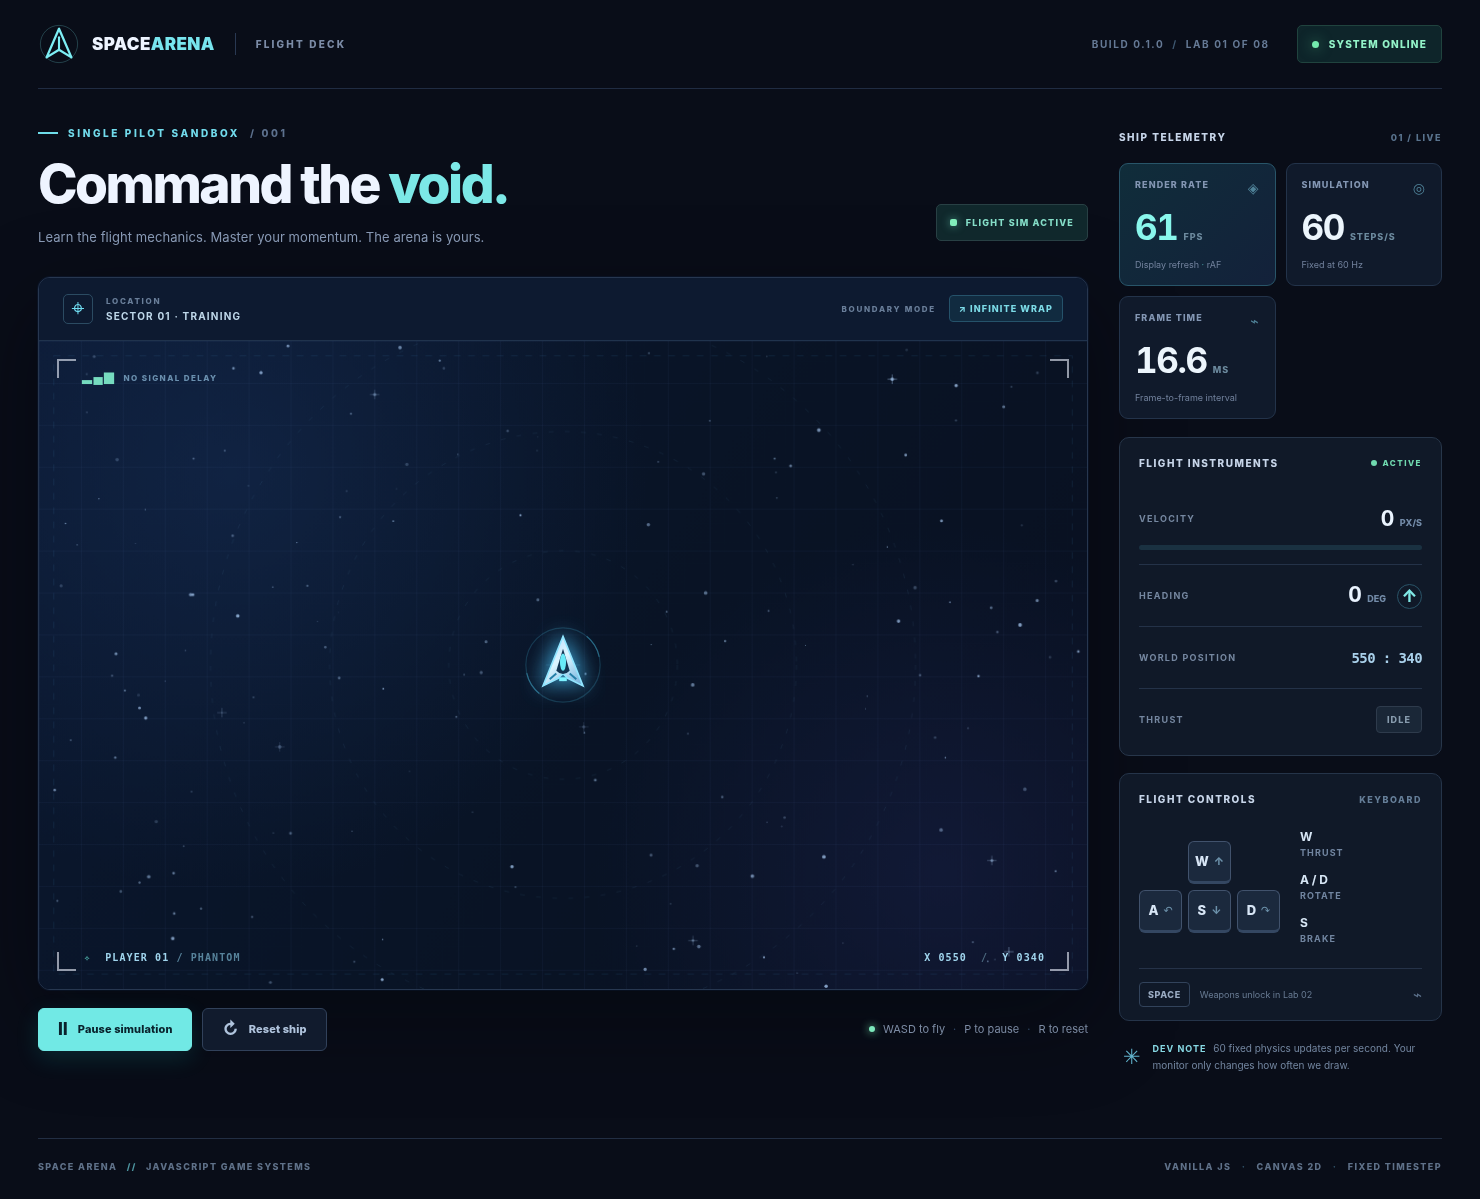 SPACEARENA
FLIGHT DECK
BUILD 0.1.0 / LAB 01 OF 08
SYSTEM ONLINE
SINGLE PILOT SANDBOX / 001
Command the void.
Learn the flight mechanics. Master your momentum. The arena is yours.
FLIGHT SIM ACTIVE
LOCATION
SECTOR 01 · TRAINING
BOUNDARY MODE
INFINITE WRAP
NO SIGNAL DELAY
PLAYER 01 / PHANTOM
X 0550 / Y 0340
Pause simulation
Reset ship
WASD to fly · P to pause · R to reset
SHIP TELEMETRY
01 / LIVE
RENDER RATE
61 FPS
Display refresh · rAF
SIMULATION
60 STEPS/S
Fixed at 60 Hz
FRAME TIME
16.6 MS
Frame-to-frame interval
FLIGHT INSTRUMENTS
ACTIVE
VELOCITY
0 PX/S
HEADING
0 DEG
WORLD POSITION
550 : 340
THRUST
IDLE
FLIGHT CONTROLS
KEYBOARD
W ↑
A ↶
S ↓
D ↷
W
THRUST
A / D
ROTATE
S
BRAKE
SPACE
Weapons unlock in Lab 02
DEV NOTE 60 fixed physics updates per second. Your
monitor only changes how often we draw.
SPACE ARENA // JAVASCRIPT GAME SYSTEMS
VANILLA JS · CANVAS 2D · FIXED TIMESTEP